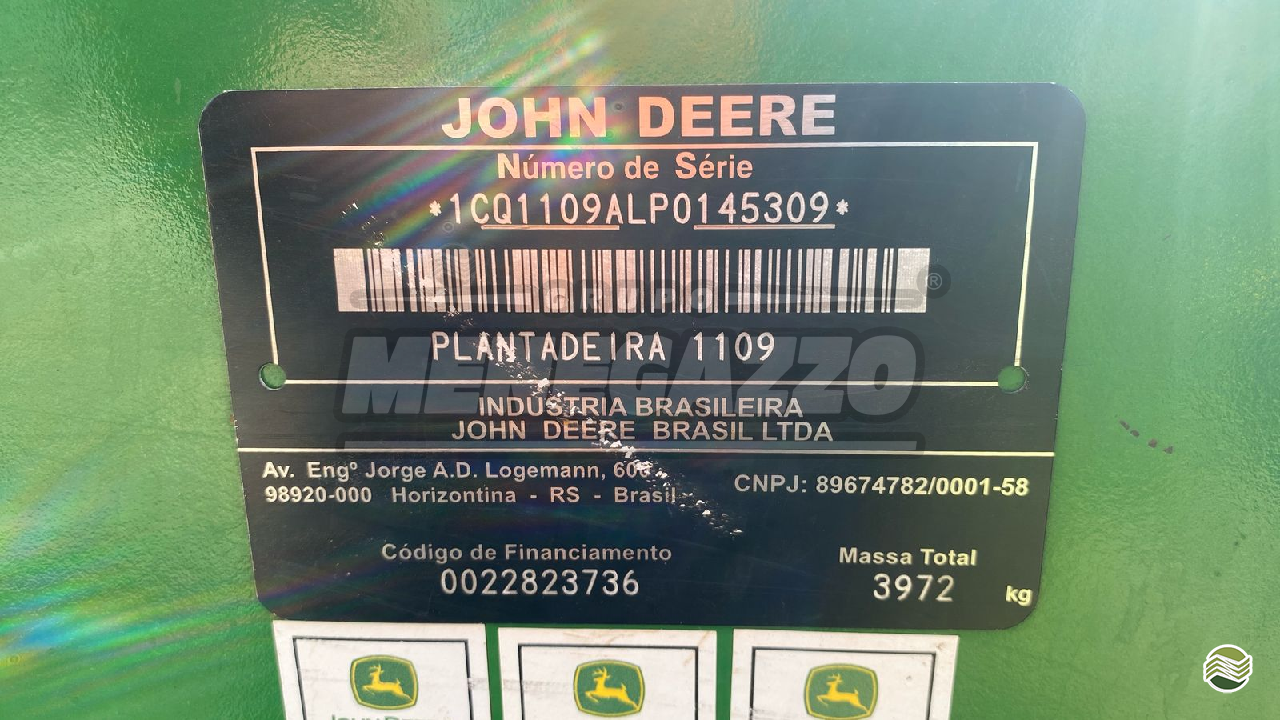 JOHN DEERE
Número de Série
*1CQ1109ALP0145309*
GRUPO
PLANTADEIRA 1109
MENEGAZZO
INDÚSTRIA BRASILEIRA
JOHN DEERE BRASIL LTDA
Av. Engº Jorge A.D. Logemann, 600
98920-000 Horizontina - RS - Brasil
CNPJ: 89674782/0001-58
Código de Financiamento
0022823736
Massa Total
3972 kg